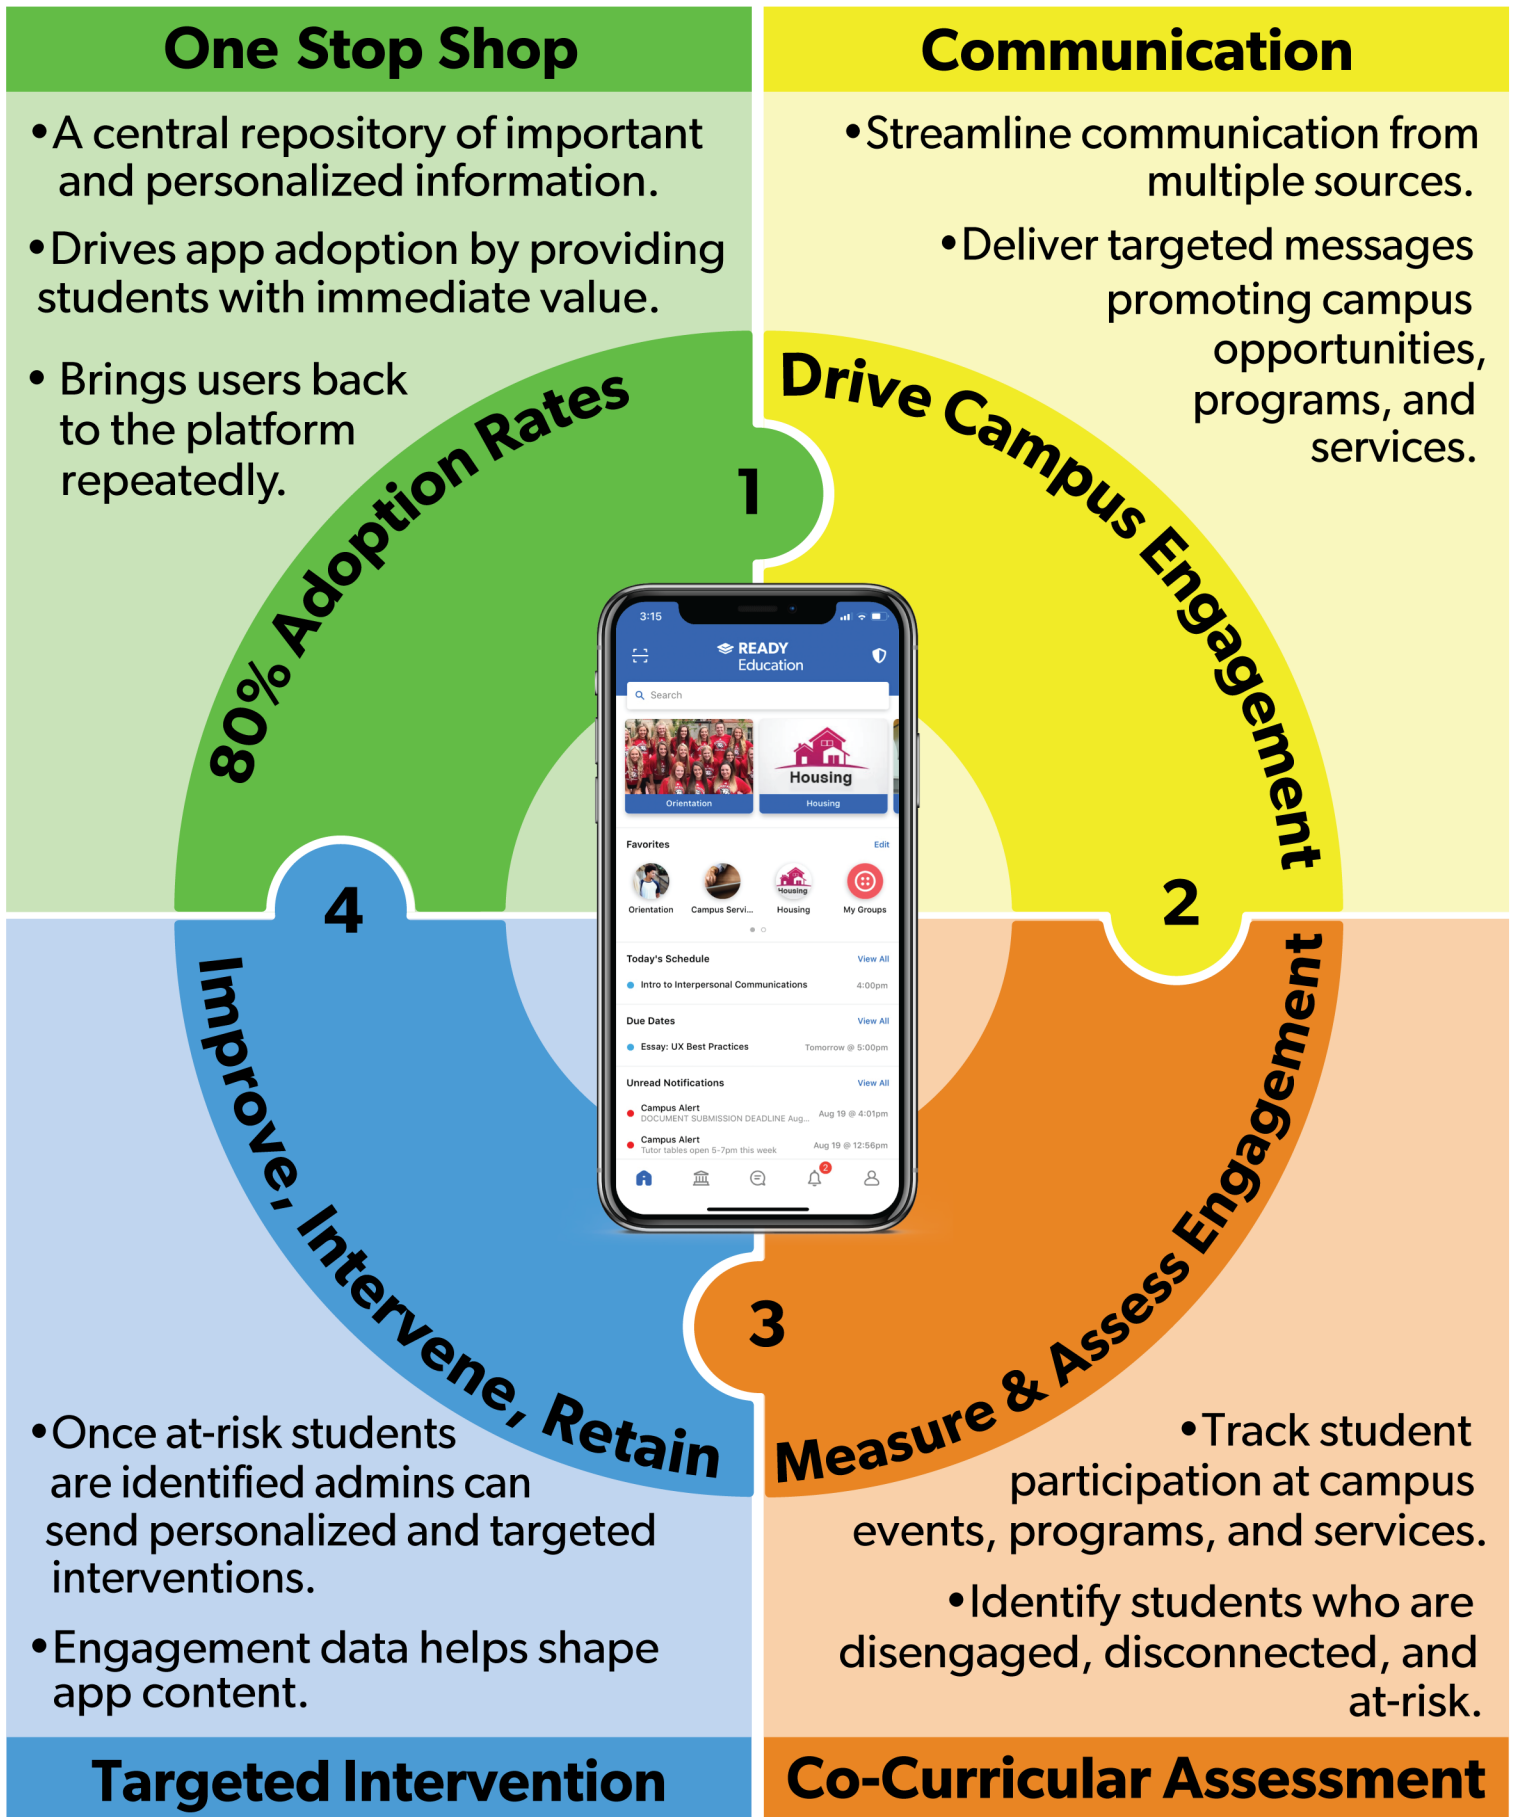 One Stop Shop
•A central repository of important
and personalized information.
•Drives app adoption by providing
students with immediate value.
• Brings users back
to the platform
repeatedly.
80% Adoption Rates
1
Communication
•Streamline communication from
multiple sources.
•Deliver targeted messages
promoting campus
opportunities,
programs, and
services.
Drive Campus Engagement
2
3:15
READY
Education
Search
Housing
Orientation
Housing
Favorites
Edit
Housing
Orientation
Campus Servi...
Housing
My Groups
Today's Schedule
View All
Intro to Interpersonal Communications
4:00pm
Due Dates
View All
Essay: UX Best Practices
Tomorrow @ 5:00pm
Unread Notifications
View All
Campus Alert
DOCUMENT SUBMISSION DEADLINE Aug...
Aug 19 @ 4:01pm
Campus Alert
Tutor tables open 5-7pm this week
Aug 19 @ 12:56pm
2
4
Improve, Intervene, Retain
•Once at-risk students
are identified admins can
send personalized and targeted
interventions.
•Engagement data helps shape
app content.
Targeted Intervention
3
Measure & Assess Engagement
•Track student
participation at campus
events, programs, and services.
•Identify students who are
disengaged, disconnected, and
at-risk.
Co-Curricular Assessment